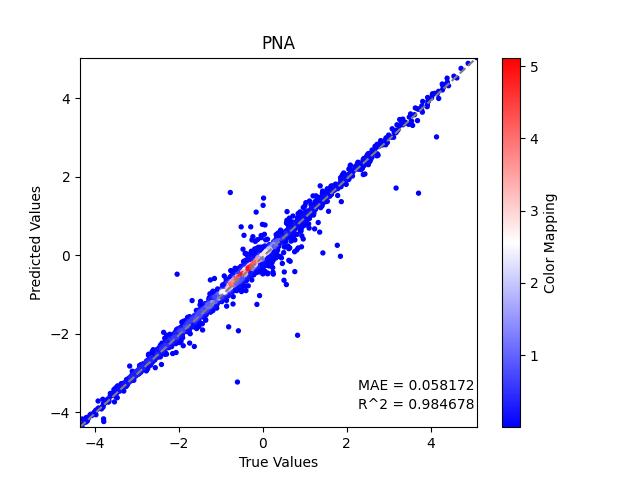 PNA
Predicted Values
4
2
0
−2
−4
−4
−2
0
2
4
True Values
MAE = 0.058172
R^2 = 0.984678
5
4
3
2
1
Color Mapping